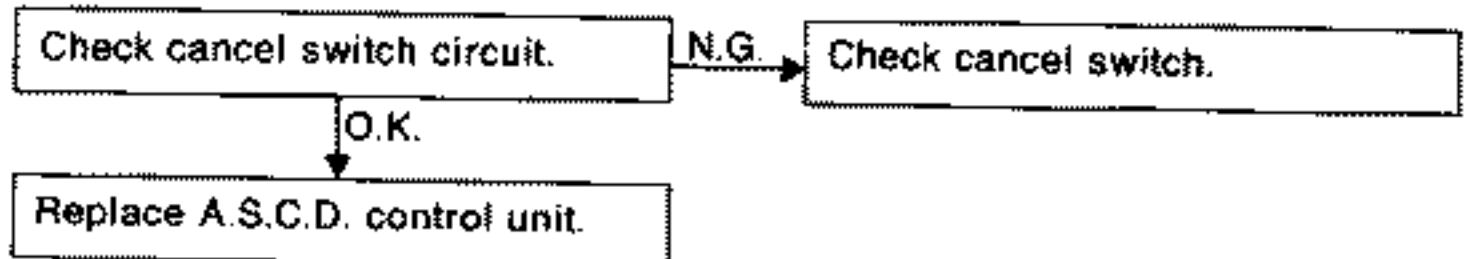 Check cancel switch circuit.
N.G.
Check cancel switch.
O.K.
Replace A.S.C.D. control unit.